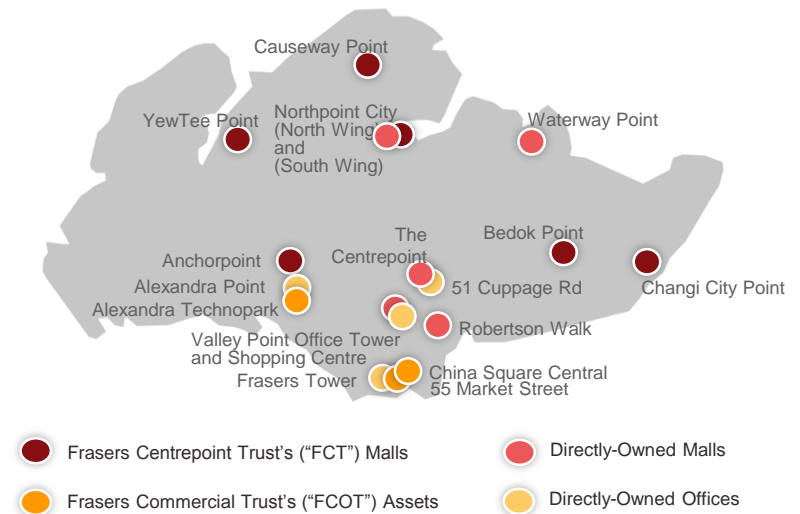 Causeway Point
YewTee Point
Northpoint City
(North Wing)
and
(South Wing)
Waterway Point
The
Centrepoint
Bedok Point
Anchorpoint
Alexandra Point
51 Cuppage Rd
Changi City Point
Alexandra Technopark
Robertson Walk
Valley Point Office Tower
and Shopping Centre
Frasers Tower
China Square Central
55 Market Street
Frasers Centrepoint Trust's (“FCT”) Malls
Directly-Owned Malls
Frasers Commercial Trust's (“FCOT”) Assets
Directly-Owned Offices